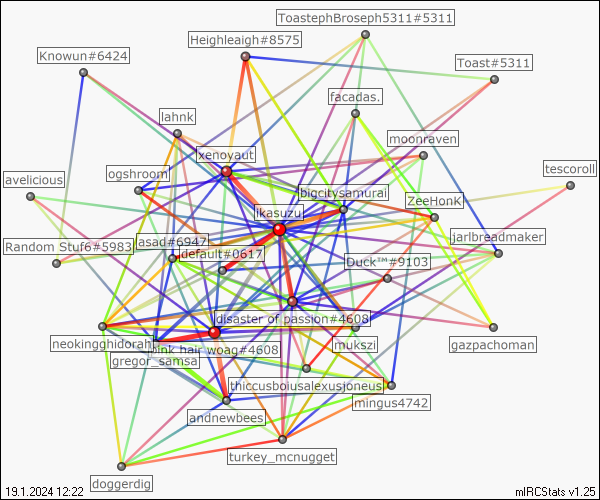 ToastephBroseph5311#5311
Heighleigh#8575
Knowun#6424
Toast#5311
facadas.
lahnk
moonraven
xenoyaut
tescoroll
ogshroom
avelicious
bigcitysamurai
ZeeHonK
likasuzu
jarlbreadmaker
Random Stuf6#5983
asad#6947
default#0617
Duck™#9103
disaster of passion#4608
mukszi
gazpachoman
neokingghidorah
pink hair woag#4608
gregor_samsa
thiccusboiusalexusjoneus
mingus4742
andnewbees
turkey_mcnugget
doggerdig
19.1.2024 12:22
mIRCStats v1.25